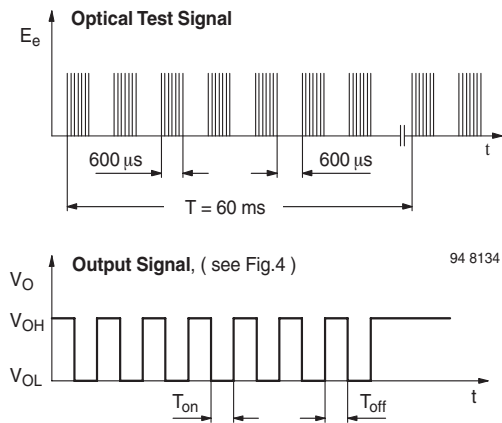 Optical Test Signal
Ee
600 µs
600 µs
t
T = 60 ms
Output Signal, ( see Fig.4 )
94 8134
VO
VOH
VOL
Ton
Toff
t